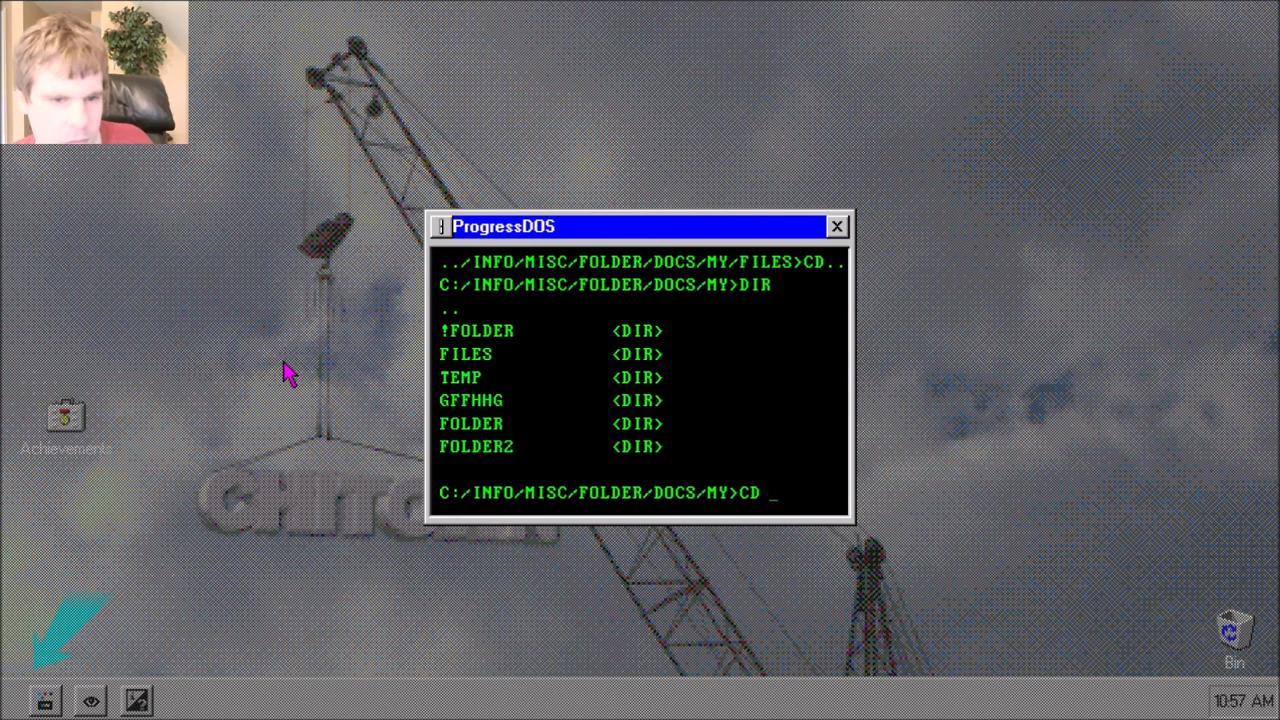 ProgressDOS
../INFO/MISC/FOLDER/DOCS/MY/FILES>CD..
C:/INFO/MISC/FOLDER/DOCS/MY>DIR
..
!FOLDER <DIR>
FILES <DIR>
TEMP <DIR>
GFFHHG <DIR>
FOLDER <DIR>
FOLDER2 <DIR>
C:/INFO/MISC/FOLDER/DOCS/MY>CD _
Achievements
Bin
10:57 AM